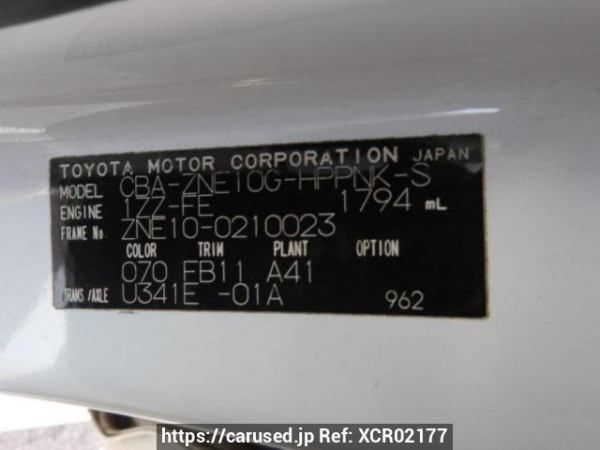 TOYOTA MOTOR CORPORATION JAPAN
MODEL CBA-ZNE10G-HPPNK-S
ENGINE 1ZZ-FE 1794 mL
FRAME No. ZNE10-0210023
COLOR TRIM PLANT OPTION
070 FB11 A41
TRANS/AXLE U341E -01A 962
https://carused.jp Ref: XCR02177